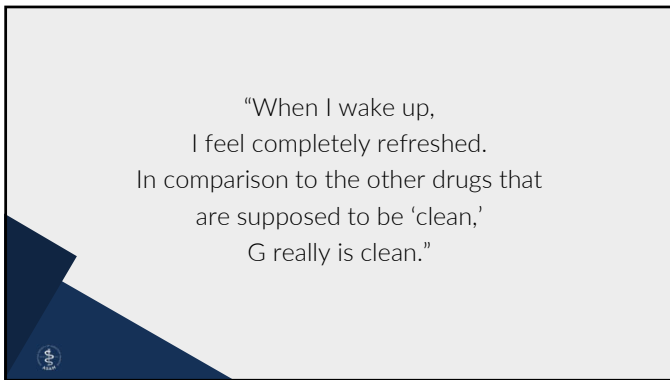 “When I wake up,
I feel completely refreshed.
In comparison to the other drugs that
are supposed to be ‘clean,’
G really is clean.”
ASAM